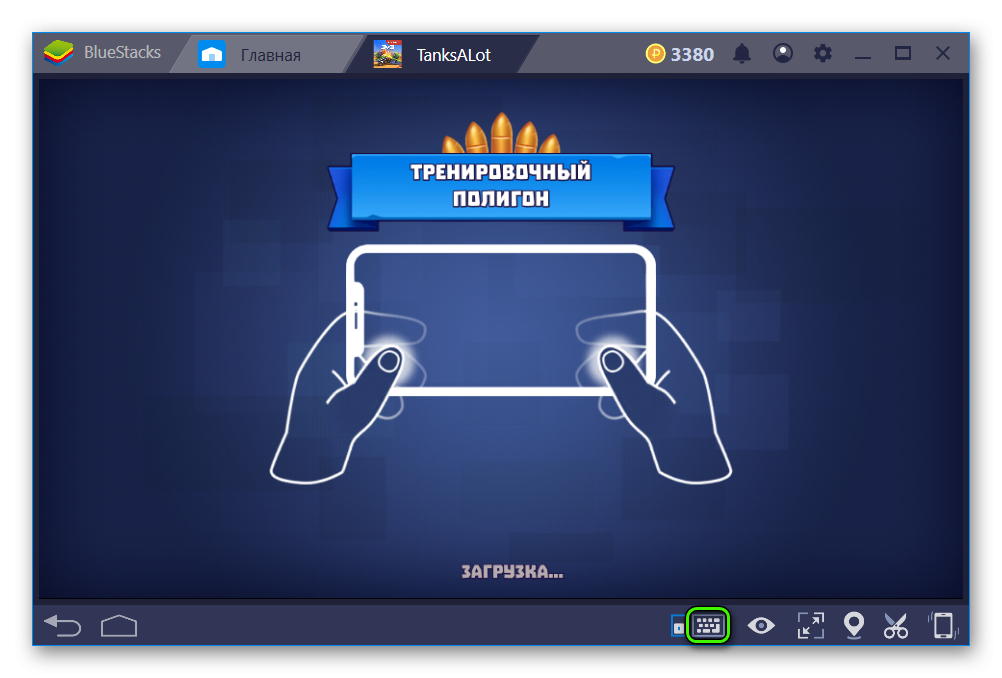 BlueStacks
Главная
TanksALot
3380
ТРЕНИРОВОЧНЫЙ
ПОЛИГОН
ЗАГРУЗКА...